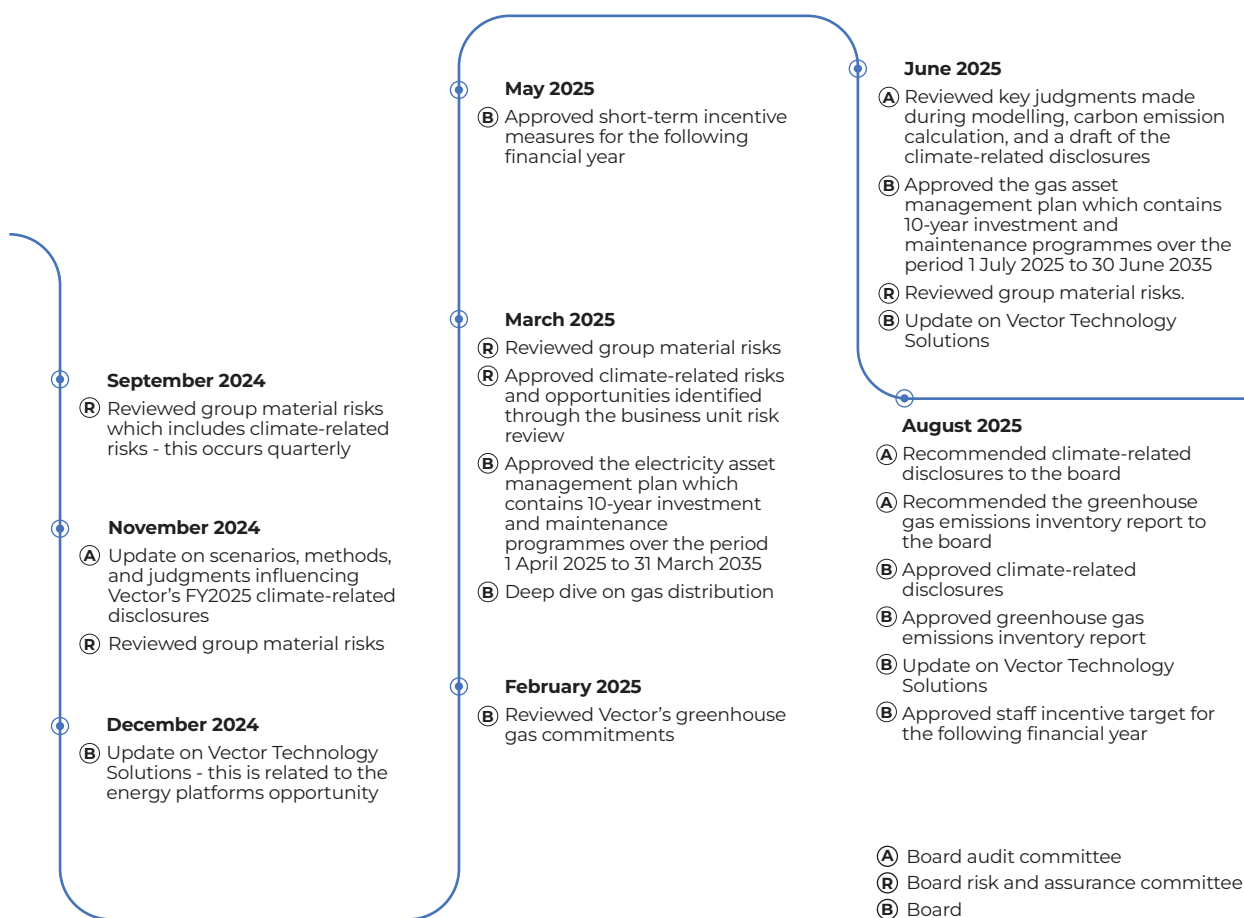 September 2024
R Reviewed group material risks
which includes climate-related
risks - this occurs quarterly
November 2024
A Update on scenarios, methods,
and judgments influencing
Vector's FY2025 climate-related
disclosures
R Reviewed group material risks
December 2024
B Update on Vector Technology
Solutions - this is related to the
energy platforms opportunity
February 2025
B Reviewed Vector's greenhouse
gas commitments
March 2025
R Reviewed group material risks
R Approved climate-related risks
and opportunities identified
through the business unit risk
review
B Approved the electricity asset
management plan which
contains 10-year investment
and maintenance
programmes over the period
1 April 2025 to 31 March 2035
B Deep dive on gas distribution
May 2025
B Approved short-term incentive
measures for the following
financial year
June 2025
A Reviewed key judgments made
during modelling, carbon emission
calculation, and a draft of the
climate-related disclosures
B Approved the gas asset
management plan which contains
10-year investment and
maintenance programmes over the
period 1 July 2025 to 30 June 2035
R Reviewed group material risks.
B Update on Vector Technology
Solutions
August 2025
A Recommended climate-related
disclosures to the board
A Recommended the greenhouse
gas emissions inventory report to
the board
B Approved climate-related
disclosures
B Approved greenhouse gas
emissions inventory report
B Update on Vector Technology
Solutions
B Approved staff incentive target for
the following financial year
A Board audit committee
R Board risk and assurance committee
B Board